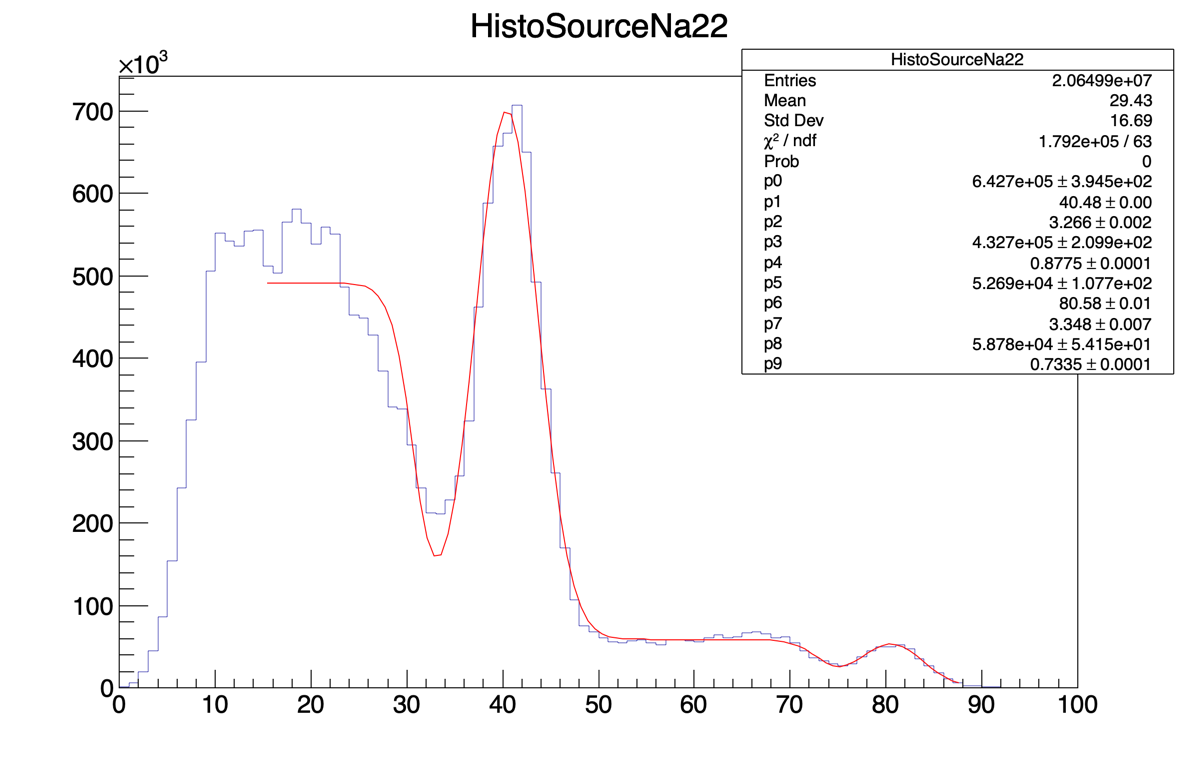 HistoSourceNa22
×10³
HistoSourceNa22
Entries 2.06499e+07
Mean 29.43
Std Dev 16.69
χ² / ndf 1.792e+05 / 63
Prob 0
p0 6.427e+05 ± 3.945e+02
p1 40.48 ± 0.00
p2 3.266 ± 0.002
p3 4.327e+05 ± 2.099e+02
p4 0.8775 ± 0.0001
p5 5.269e+04 ± 1.077e+02
p6 80.58 ± 0.01
p7 3.348 ± 0.007
p8 5.878e+04 ± 5.415e+01
p9 0.7335 ± 0.0001
700
600
500
400
300
200
100
0
0 10 20 30 40 50 60 70 80 90 100